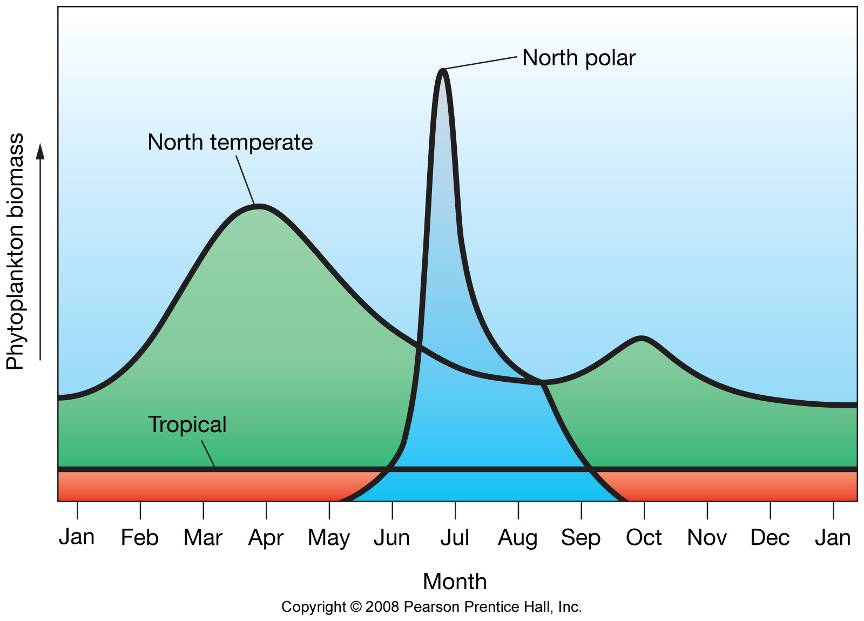 North polar
North temperate
Phytoplankton biomass
Tropical
Jan Feb Mar Apr May Jun Jul Aug Sep Oct Nov Dec Jan
Month
Copyright © 2008 Pearson Prentice Hall, Inc.